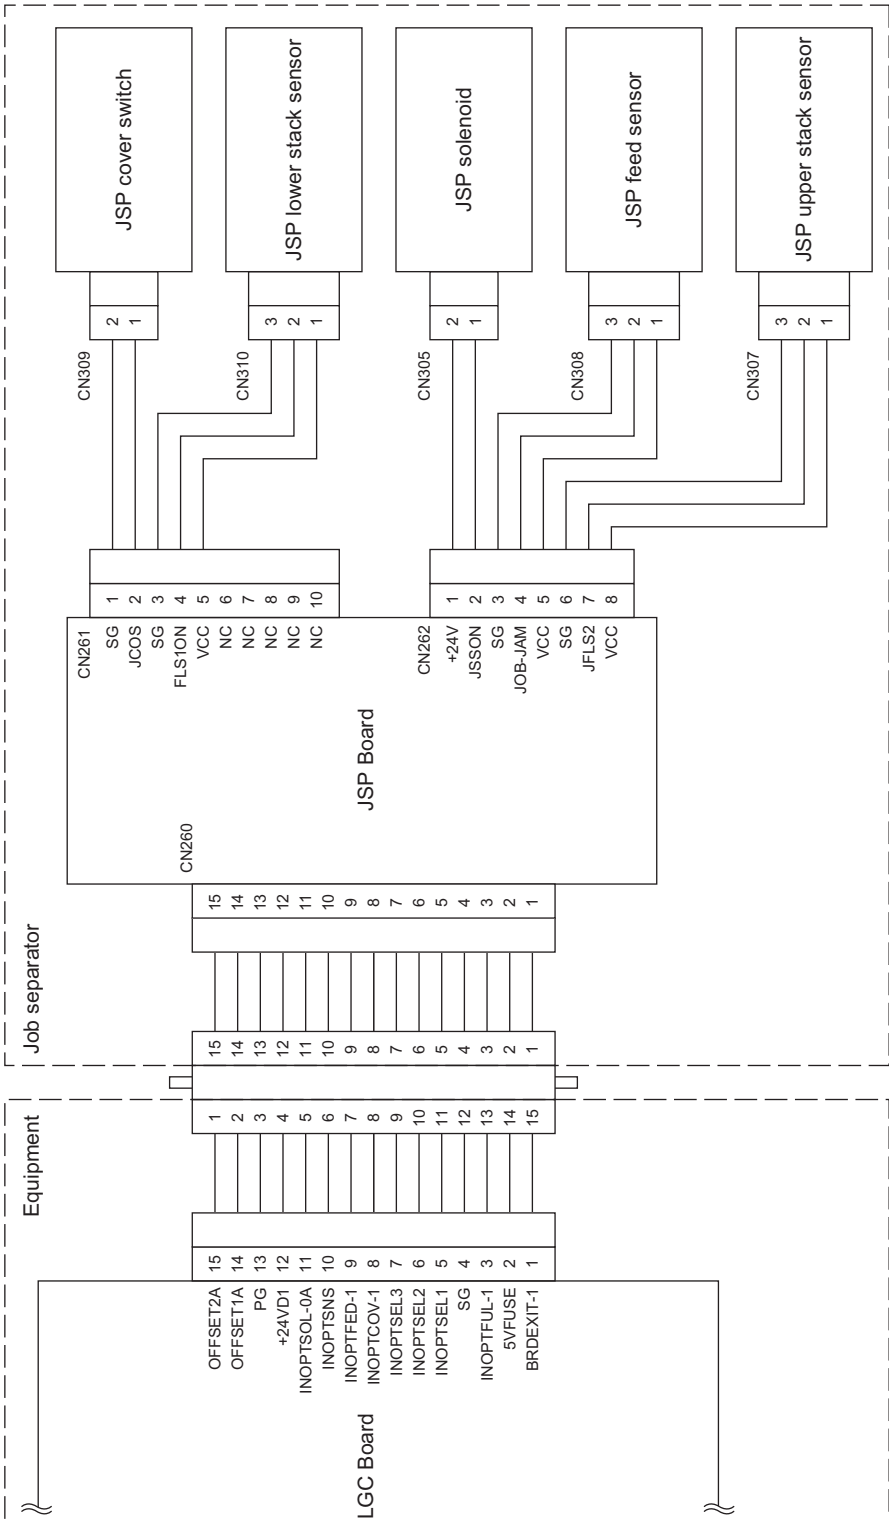 Equipment
LGC Board
OFFSET2A 15
OFFSET1A 14
PG 13
+24VD1 12
INOPTSOL-0A 11
INOPTSNS 10
INOPTFED-1 9
INOPTCOV-1 8
INOPTSEL3 7
INOPTSEL2 6
INOPTSEL1 5
SG 4
INOPTFUL-1 3
5VFUSE 2
BRDEXIT-1 1
1
2
3
4
5
6
7
8
9
10
11
12
13
14
15
Job separator
15
14
13
12
11
10
9
8
7
6
5
4
3
2
1
15
14
13
12
11
10
9
8
7
6
5
4
3
2
1
CN260
JSP Board
CN261
SG 1
JCOS 2
SG 3
FLS1ON 4
VCC 5
NC 6
NC 7
NC 8
NC 9
NC 10
CN262
+24V 1
JSSON 2
SG 3
JOB-JAM 4
VCC 5
SG 6
JFLS2 7
VCC 8
CN309
2
1
JSP cover switch
CN310
3
2
1
JSP lower stack sensor
CN305
2
1
JSP solenoid
CN308
3
2
1
JSP feed sensor
CN307
3
2
1
JSP upper stack sensor